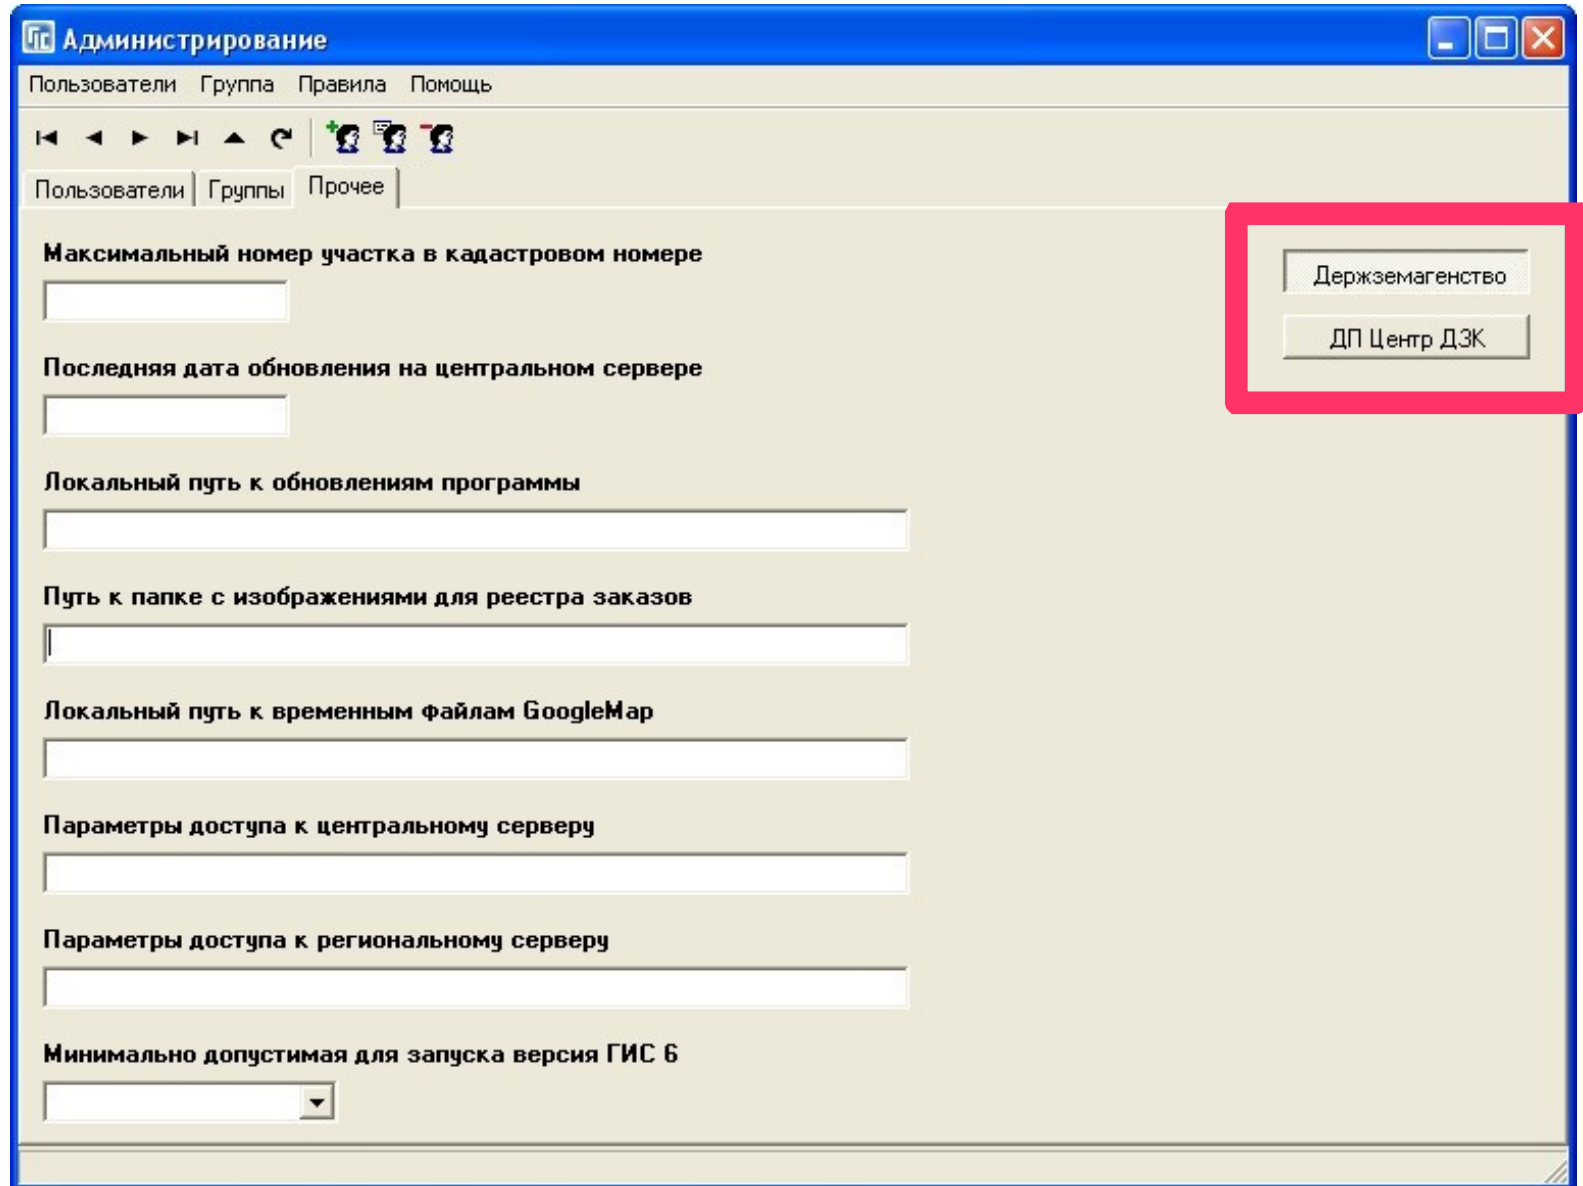 ГІС Администрирование
Пользователи Группа Правила Помощь
Пользователи Группы Прочее
Максимальный номер участка в кадастровом номере
Держземагенство
ДП Центр ДЗК
Последняя дата обновления на центральном сервере
Локальный путь к обновлениям программы
Путь к папке с изображениями для реестра заказов
Локальный путь к временным файлам GoogleMap
Параметры доступа к центральному серверу
Параметры доступа к региональному серверу
Минимально допустимая для запуска версия ГИС 6